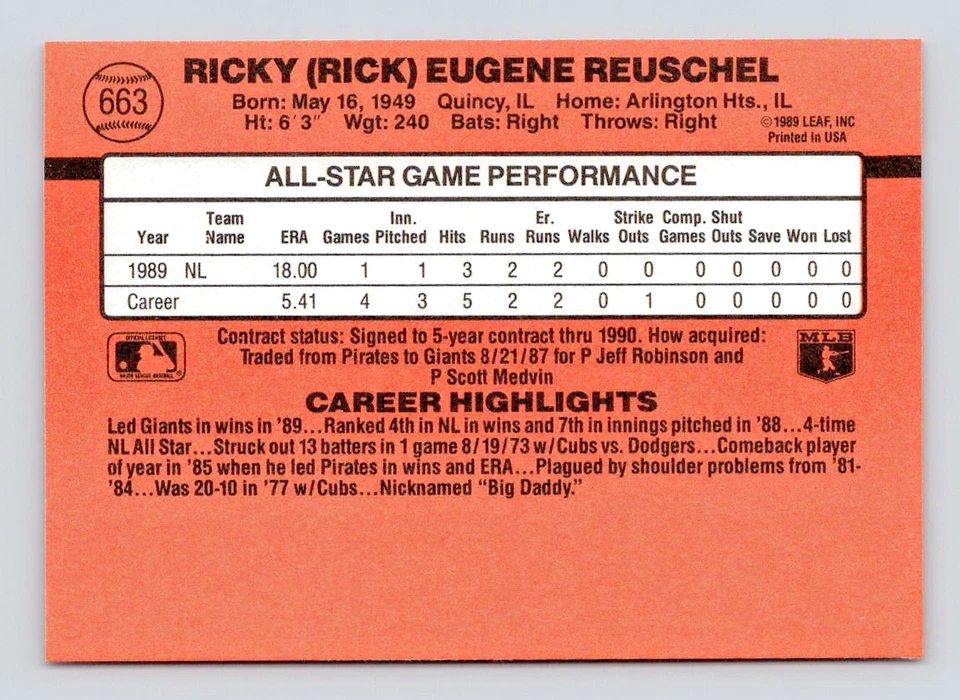 663
RICKY (RICK) EUGENE REUSCHEL
Born: May 16, 1949 Quincy, IL Home: Arlington Hts., IL
Ht: 6'3" Wgt: 240 Bats: Right Throws: Right
©1989 LEAF, INC
Printed in USA
ALL-STAR GAME PERFORMANCE
Year Team Name ERA Games Inn. Pitched Hits Runs Er. Runs Walks Strike Outs Comp. Games Shut Outs Save Won Lost
1989 NL 18.00 1 1 3 2 2 0 0 0 0 0 0 0
Career 5.41 4 3 5 2 2 0 1 0 0 0 0 0
OFFICIAL LICENSEE
MAJOR LEAGUE BASEBALL
MLB
Contract status: Signed to 5-year contract thru 1990. How acquired:
Traded from Pirates to Giants 8/21/87 for P Jeff Robinson and
P Scott Medvin
CAREER HIGHLIGHTS
Led Giants in wins in '89...Ranked 4th in NL in wins and 7th in innings pitched in '88...4-time
NL All Star...Struck out 13 batters in 1 game 8/19/73 w/Cubs vs. Dodgers...Comeback player
of year in '85 when he led Pirates in wins and ERA...Plagued by shoulder problems from '81-
'84...Was 20-10 in '77 w/Cubs...Nicknamed "Big Daddy."